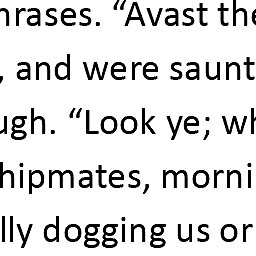 hrases. “Avast the
, and were saunt
ugh. “Look ye; wh
hipmates, morni
lly dogging us or